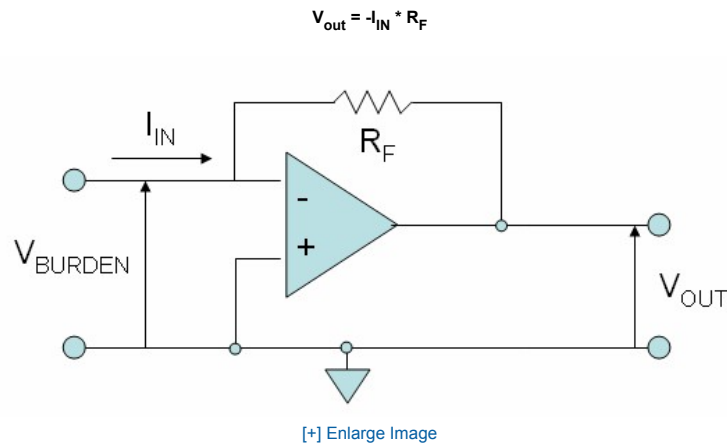 Vout = -IIN * RF
IIN
RF
-
+
VBURDEN
VOUT
[+] Enlarge Image